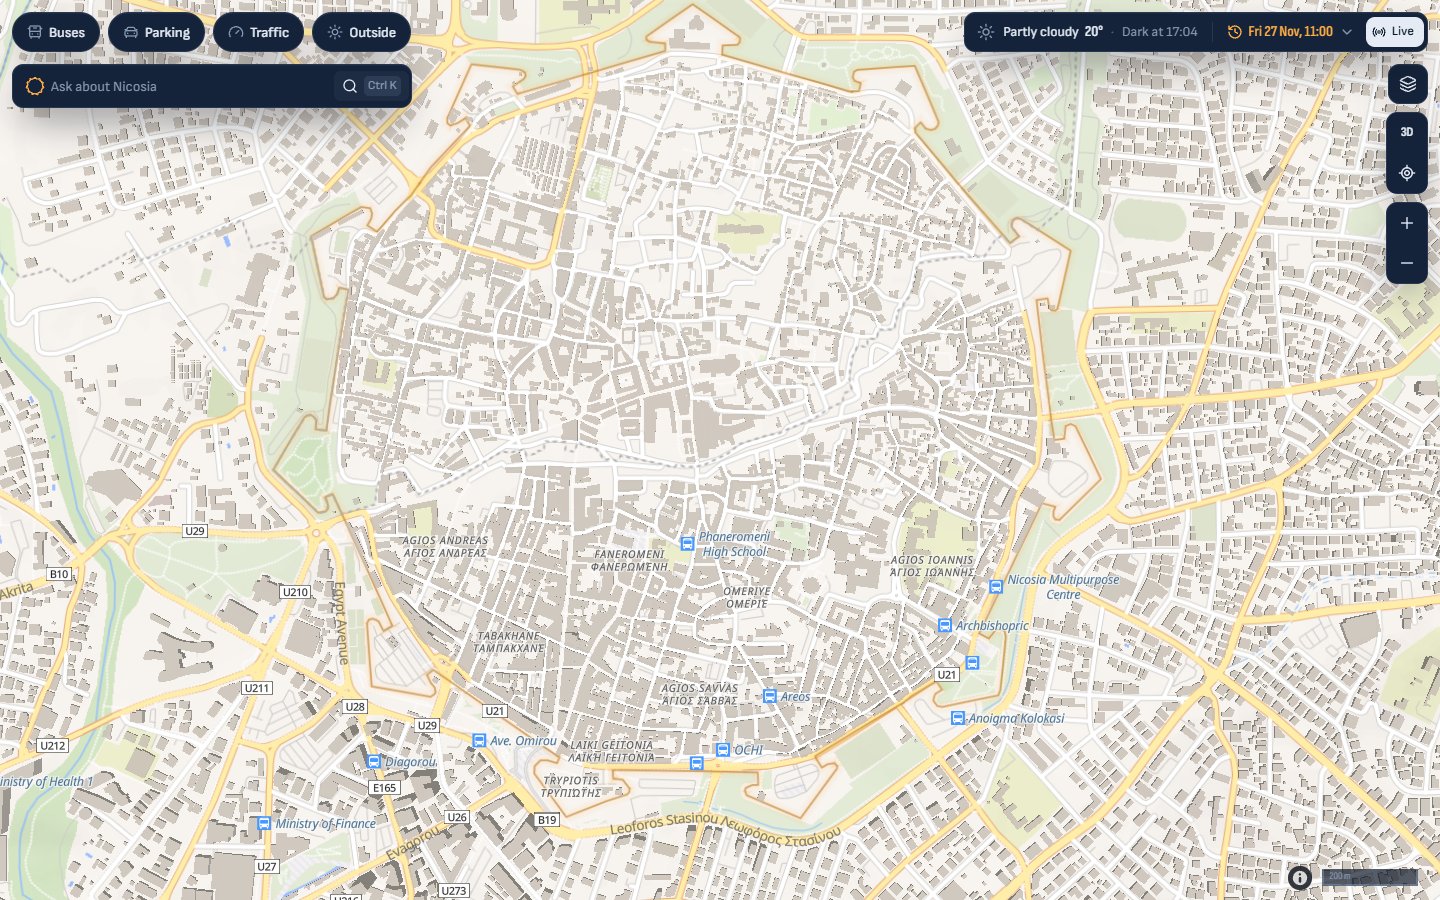 Buses
Parking
Traffic
Outside
Partly cloudy 20° · Dark at 17:04
Fri 27 Nov, 11:00
Live
Ask about Nicosia
Ctrl K
3D
U29
B10
Akrita
U210
Egypt Avenue
AGIOS ANDREAS
ΑΓΙΟΣ ΑΝΔΡΕΑΣ
FANEROMENI
ΦΑΝΕΡΩΜΕΝΗ
Phaneromeni
High School
OMERIYE
ΟΜΕΡΙΕ
AGIOS IOANNIS
ΑΓΙΟΣ ΙΩΑΝΝΗΣ
Nicosia Multipurpose
Centre
Archbishopric
TABAKHANE
ΤΑΜΠΑΚΧΑΝΕ
U211
U28
U29
U21
AGIOS SAVVAS
ΑΓΙΟΣ ΣΑΒΒΑΣ
Areos
U21
Anoigma Kolokasi
U212
Ave. Omirou
LAIKI GEITONIA
ΛΑΪΚΗ ΓΕΙΤΟΝΙΑ
OCHI
Diagorou
inistry of Health 1
TRYPIOTIS
ΤΡΥΠΙΩΤΗΣ
E165
Ministry of Finance
U26
B19
Leoforos Stasinou Λεωφόρος Στασίνου
Evagorou
U27
U273
U216
200 m